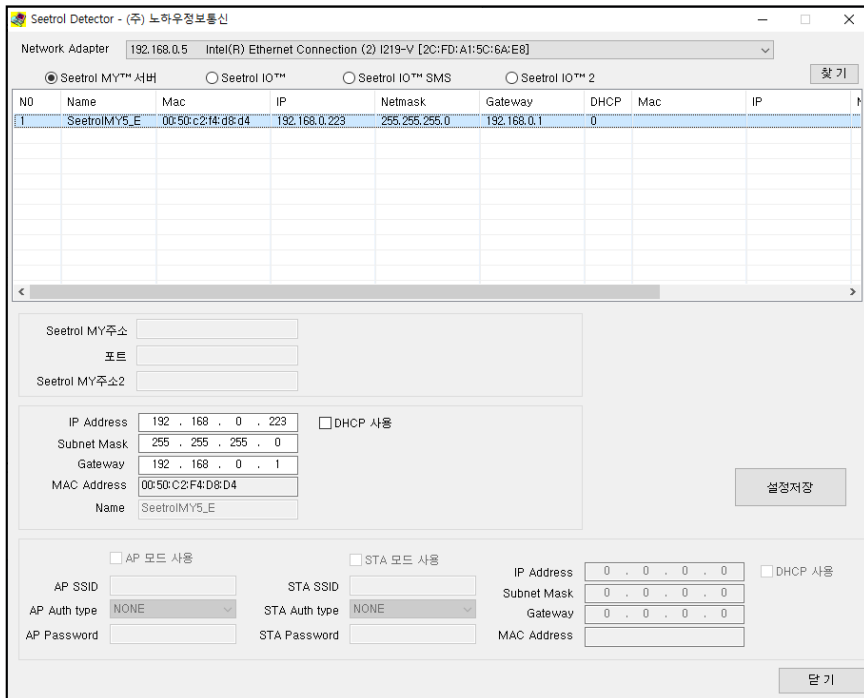 Seetrol Detector - (주) 노하우정보통신
Network Adapter 192.168.0.5 Intel(R) Ethernet Connection (2) I219-V [2C:FD:A1:5C:6A:E8]
Seetrol MY™ 서버 Seetrol IO™ Seetrol IO™ SMS Seetrol IO™ 2 찾 기
N0 Name Mac IP Netmask Gateway DHCP Mac IP
1 SeetrolMY5_E 00:50:c2:f4:d8:d4 192.168.0.223 255.255.255.0 192.168.0.1 0
Seetrol MY주소
포트
Seetrol MY주소2
IP Address 192 . 168 . 0 . 223 DHCP 사용
Subnet Mask 255 . 255 . 255 . 0
Gateway 192 . 168 . 0 . 1
MAC Address 00:50:C2:F4:D8:D4
Name SeetrolMY5_E
설정저장
AP 모드 사용 STA 모드 사용
IP Address 0 . 0 . 0 . 0 DHCP 사용
AP SSID STA SSID
Subnet Mask 0 . 0 . 0 . 0
AP Auth type NONE STA Auth type NONE
Gateway 0 . 0 . 0 . 0
AP Password STA Password MAC Address
닫 기